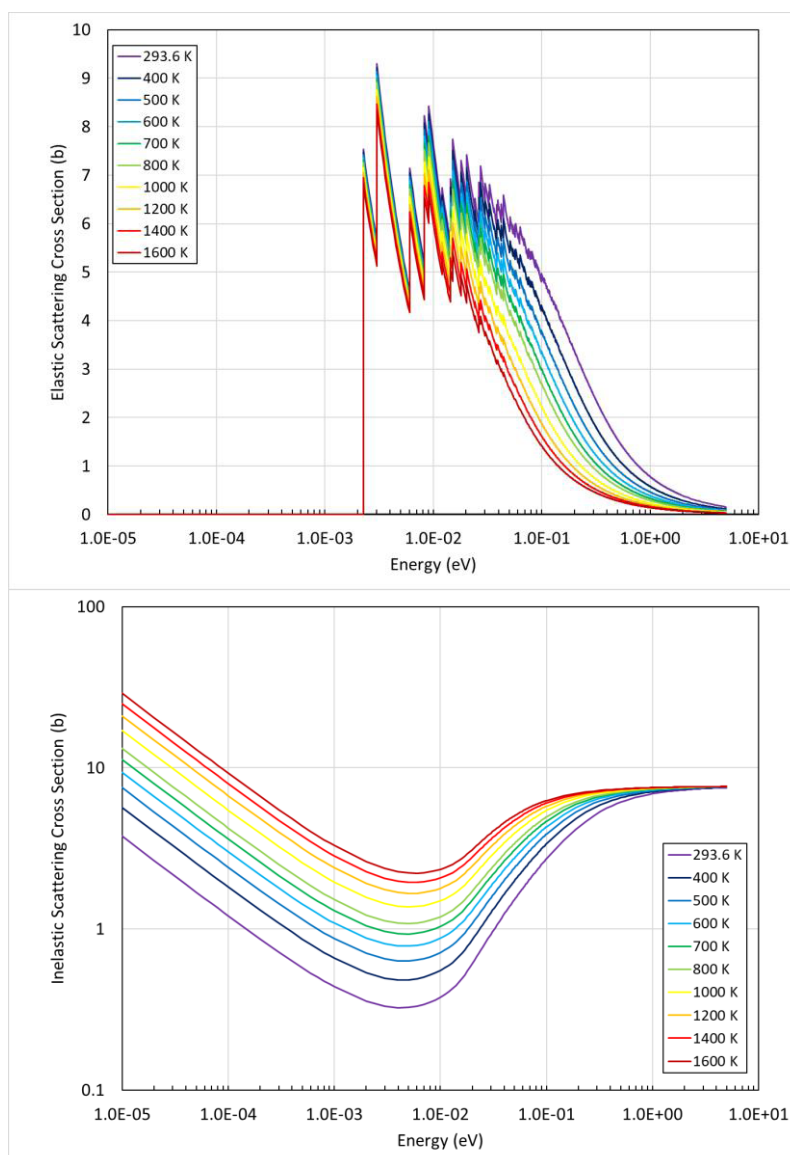 10
9
8
7
6
5
4
3
2
1
0
Elastic Scattering Cross Section (b)
293.6 K
400 K
500 K
600 K
700 K
800 K
1000 K
1200 K
1400 K
1600 K
1.0E-05 1.0E-04 1.0E-03 1.0E-02 1.0E-01 1.0E+00 1.0E+01
Energy (eV)
100
10
1
0.1
Inelastic Scattering Cross Section (b)
293.6 K
400 K
500 K
600 K
700 K
800 K
1000 K
1200 K
1400 K
1600 K
1.0E-05 1.0E-04 1.0E-03 1.0E-02 1.0E-01 1.0E+00 1.0E+01
Energy (eV)